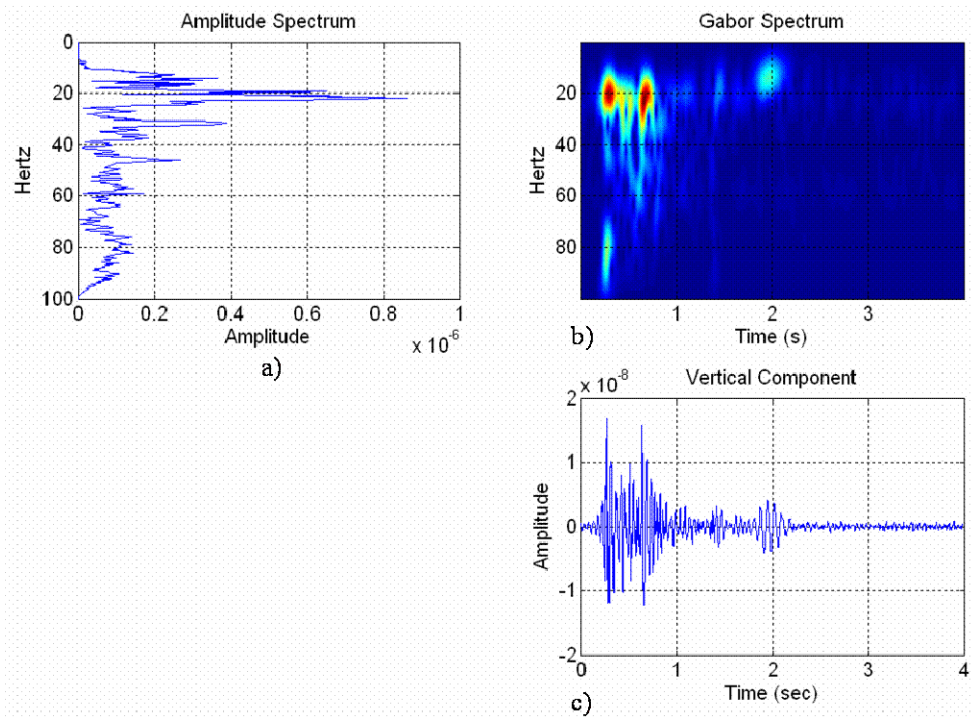 Amplitude Spectrum
0
20
40
60
80
100
Hertz
0
0.2
0.4
0.6
0.8
1
Amplitude
x 10^-6
a)
Gabor Spectrum
20
40
60
80
Hertz
1
2
3
Time (s)
b)
Vertical Component
x 10^-8
2
1
0
-1
-2
Amplitude
0
1
2
3
4
Time (sec)
c)